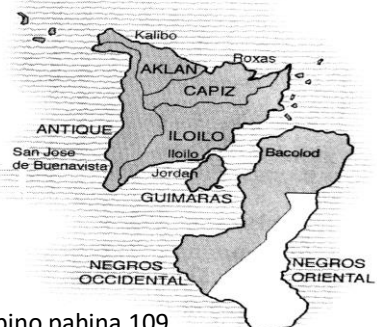 Kalibo
Roxas
AKLAN
CAPIZ
ANTIQUE
ILOILO
San Jose
de Buenavista
Iloilo
Jordan
GUIMARAS
Bacolod
NEGROS
OCCIDENTAL
NEGROS
ORIENTAL
pino pahina 109